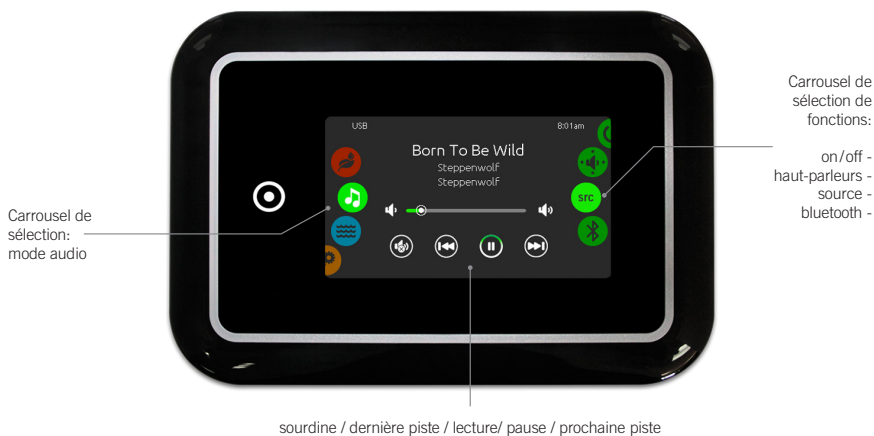 Carrousel de
sélection de
fonctions:
on/off -
haut-parleurs -
source -
bluetooth -
USB
8:01am
Born To Be Wild
Steppenwolf
Steppenwolf
src
Carrousel de
sélection:
mode audio
sourdine / dernière piste / lecture/ pause / prochaine piste